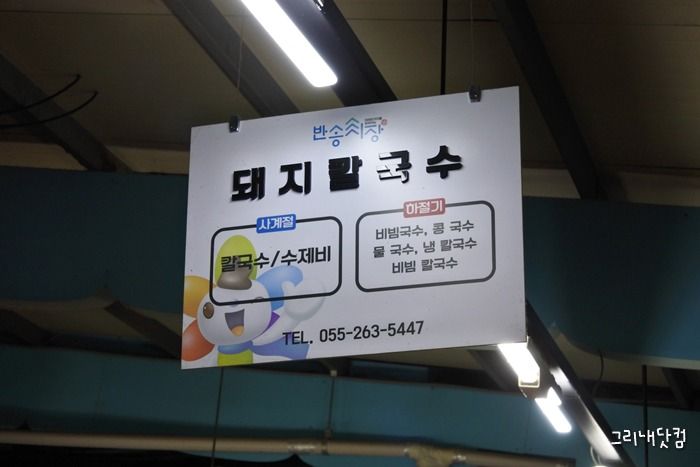 반송시장
돼지칼국수
사계절
칼국수/수제비
하절기
비빔국수, 콩 국수
물 국수, 냉 칼국수
비빔 칼국수
TEL. 055-263-5447
그리내닷컴